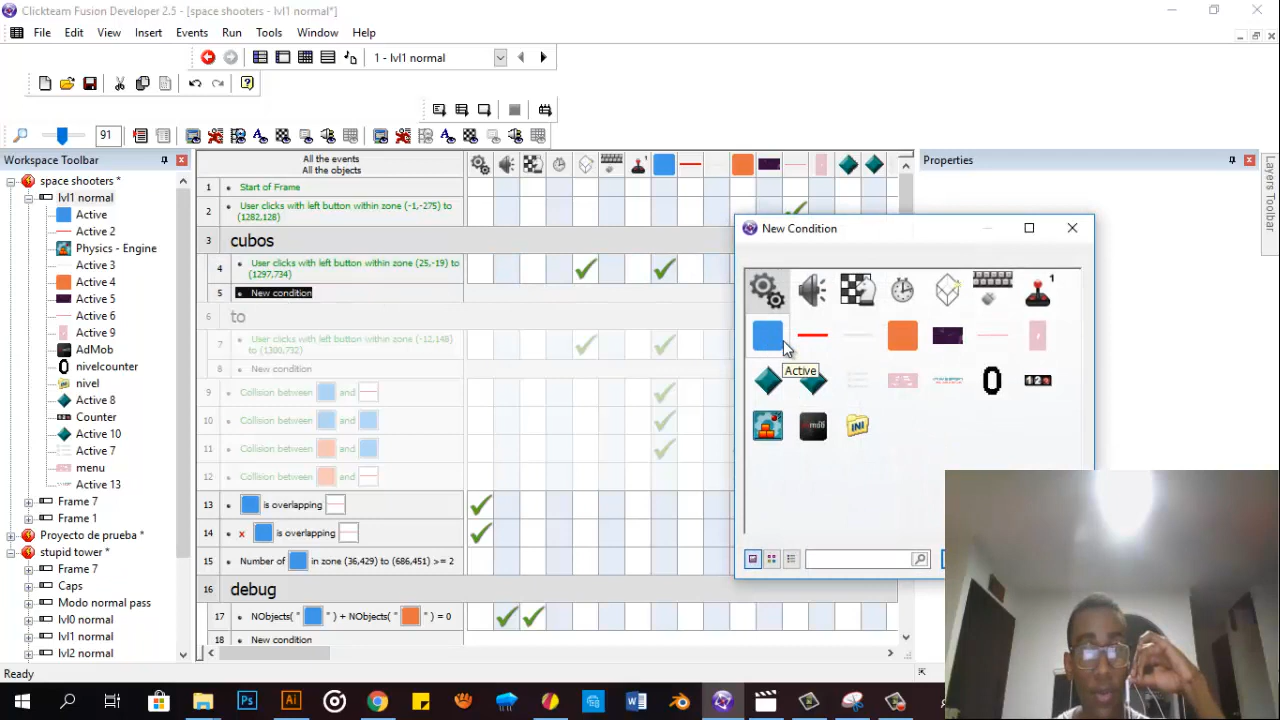 Clickteam Fusion Developer 2.5 - [space shooters - lvl1 normal*]
File Edit View Insert Events Run Tools Window Help
1 - lvl1 normal
91
Workspace Toolbar
space shooters *
lvl1 normal
Active
Active 2
Physics - Engine
Active 3
Active 4
Active 5
Active 6
Active 9
AdMob
nivelcounter
nivel
Active 8
Counter
Active 10
Active 7
menu
Active 13
Frame 7
Frame 1
Proyecto de prueba *
stupid tower *
Frame 7
Caps
Modo normal pass
lvl0 normal
lvl1 normal
lvl2 normal
All the events
All the objects
1 Start of Frame
2 User clicks with left button within zone (-1,-275) to
(1282,128)
3 cubos
4 User clicks with left button within zone (25,-19) to
(1297,734)
5 New condition
6 to
7 User clicks with left button within zone (-12,148) to
(1300,732)
8 New condition
9 Collision between and
10 Collision between and
11 Collision between and
12 Collision between and
13 is overlapping
14 x is overlapping
15 Number of in zone (36,429) to (686,451) >= 2
16 debug
17 NObjects( " " ) + NObjects( " " ) = 0
18 New condition
New Condition
1
Active
0
INI
Properties
Layers Toolbar
Ready
Ps
Ai